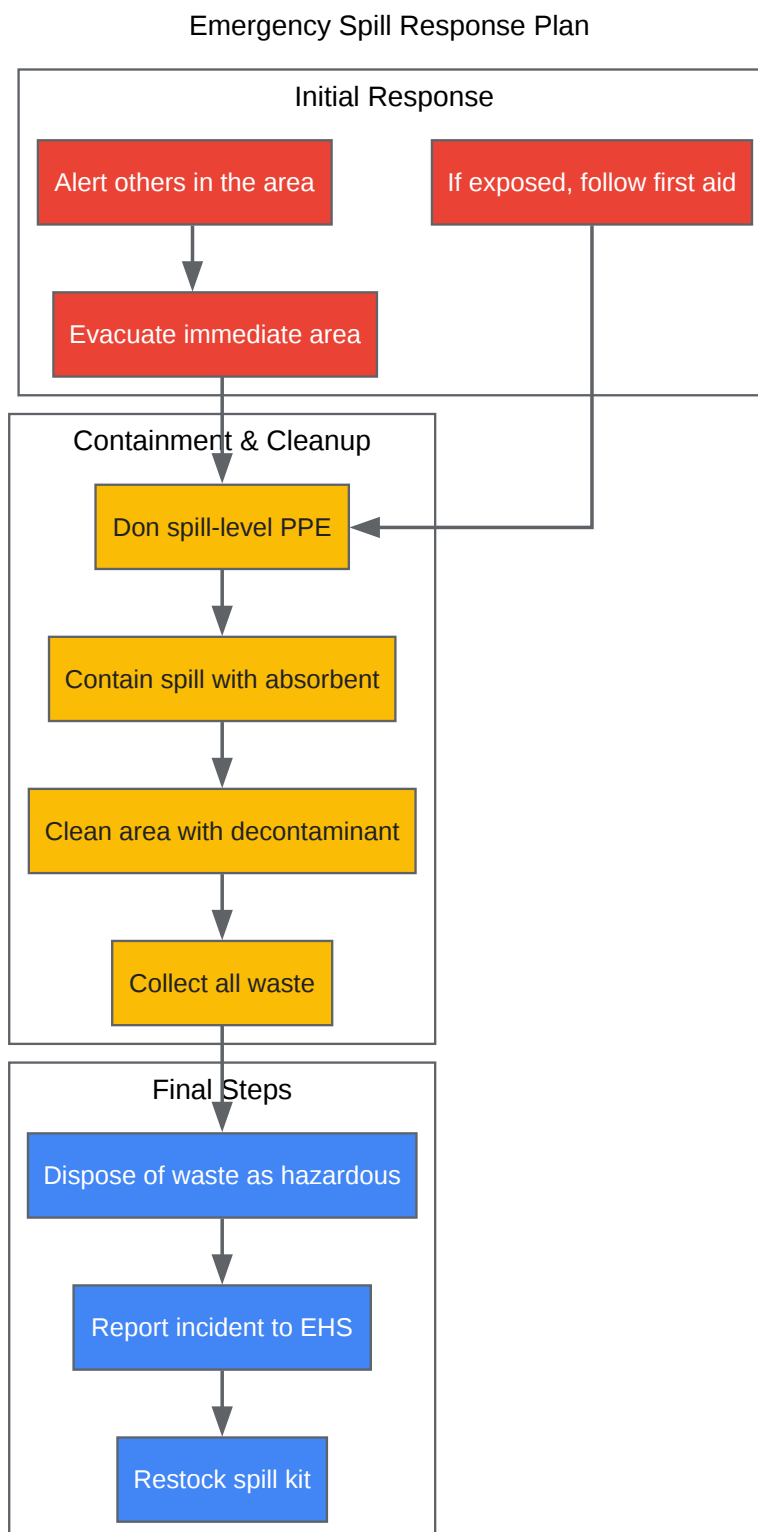 Emergency Spill Response Plan
Initial Response
Alert others in the area
If exposed, follow first aid
Evacuate immediate area
Containment & Cleanup
Don spill-level PPE
Contain spill with absorbent
Clean area with decontaminant
Collect all waste
Final Steps
Dispose of waste as hazardous
Report incident to EHS
Restock spill kit